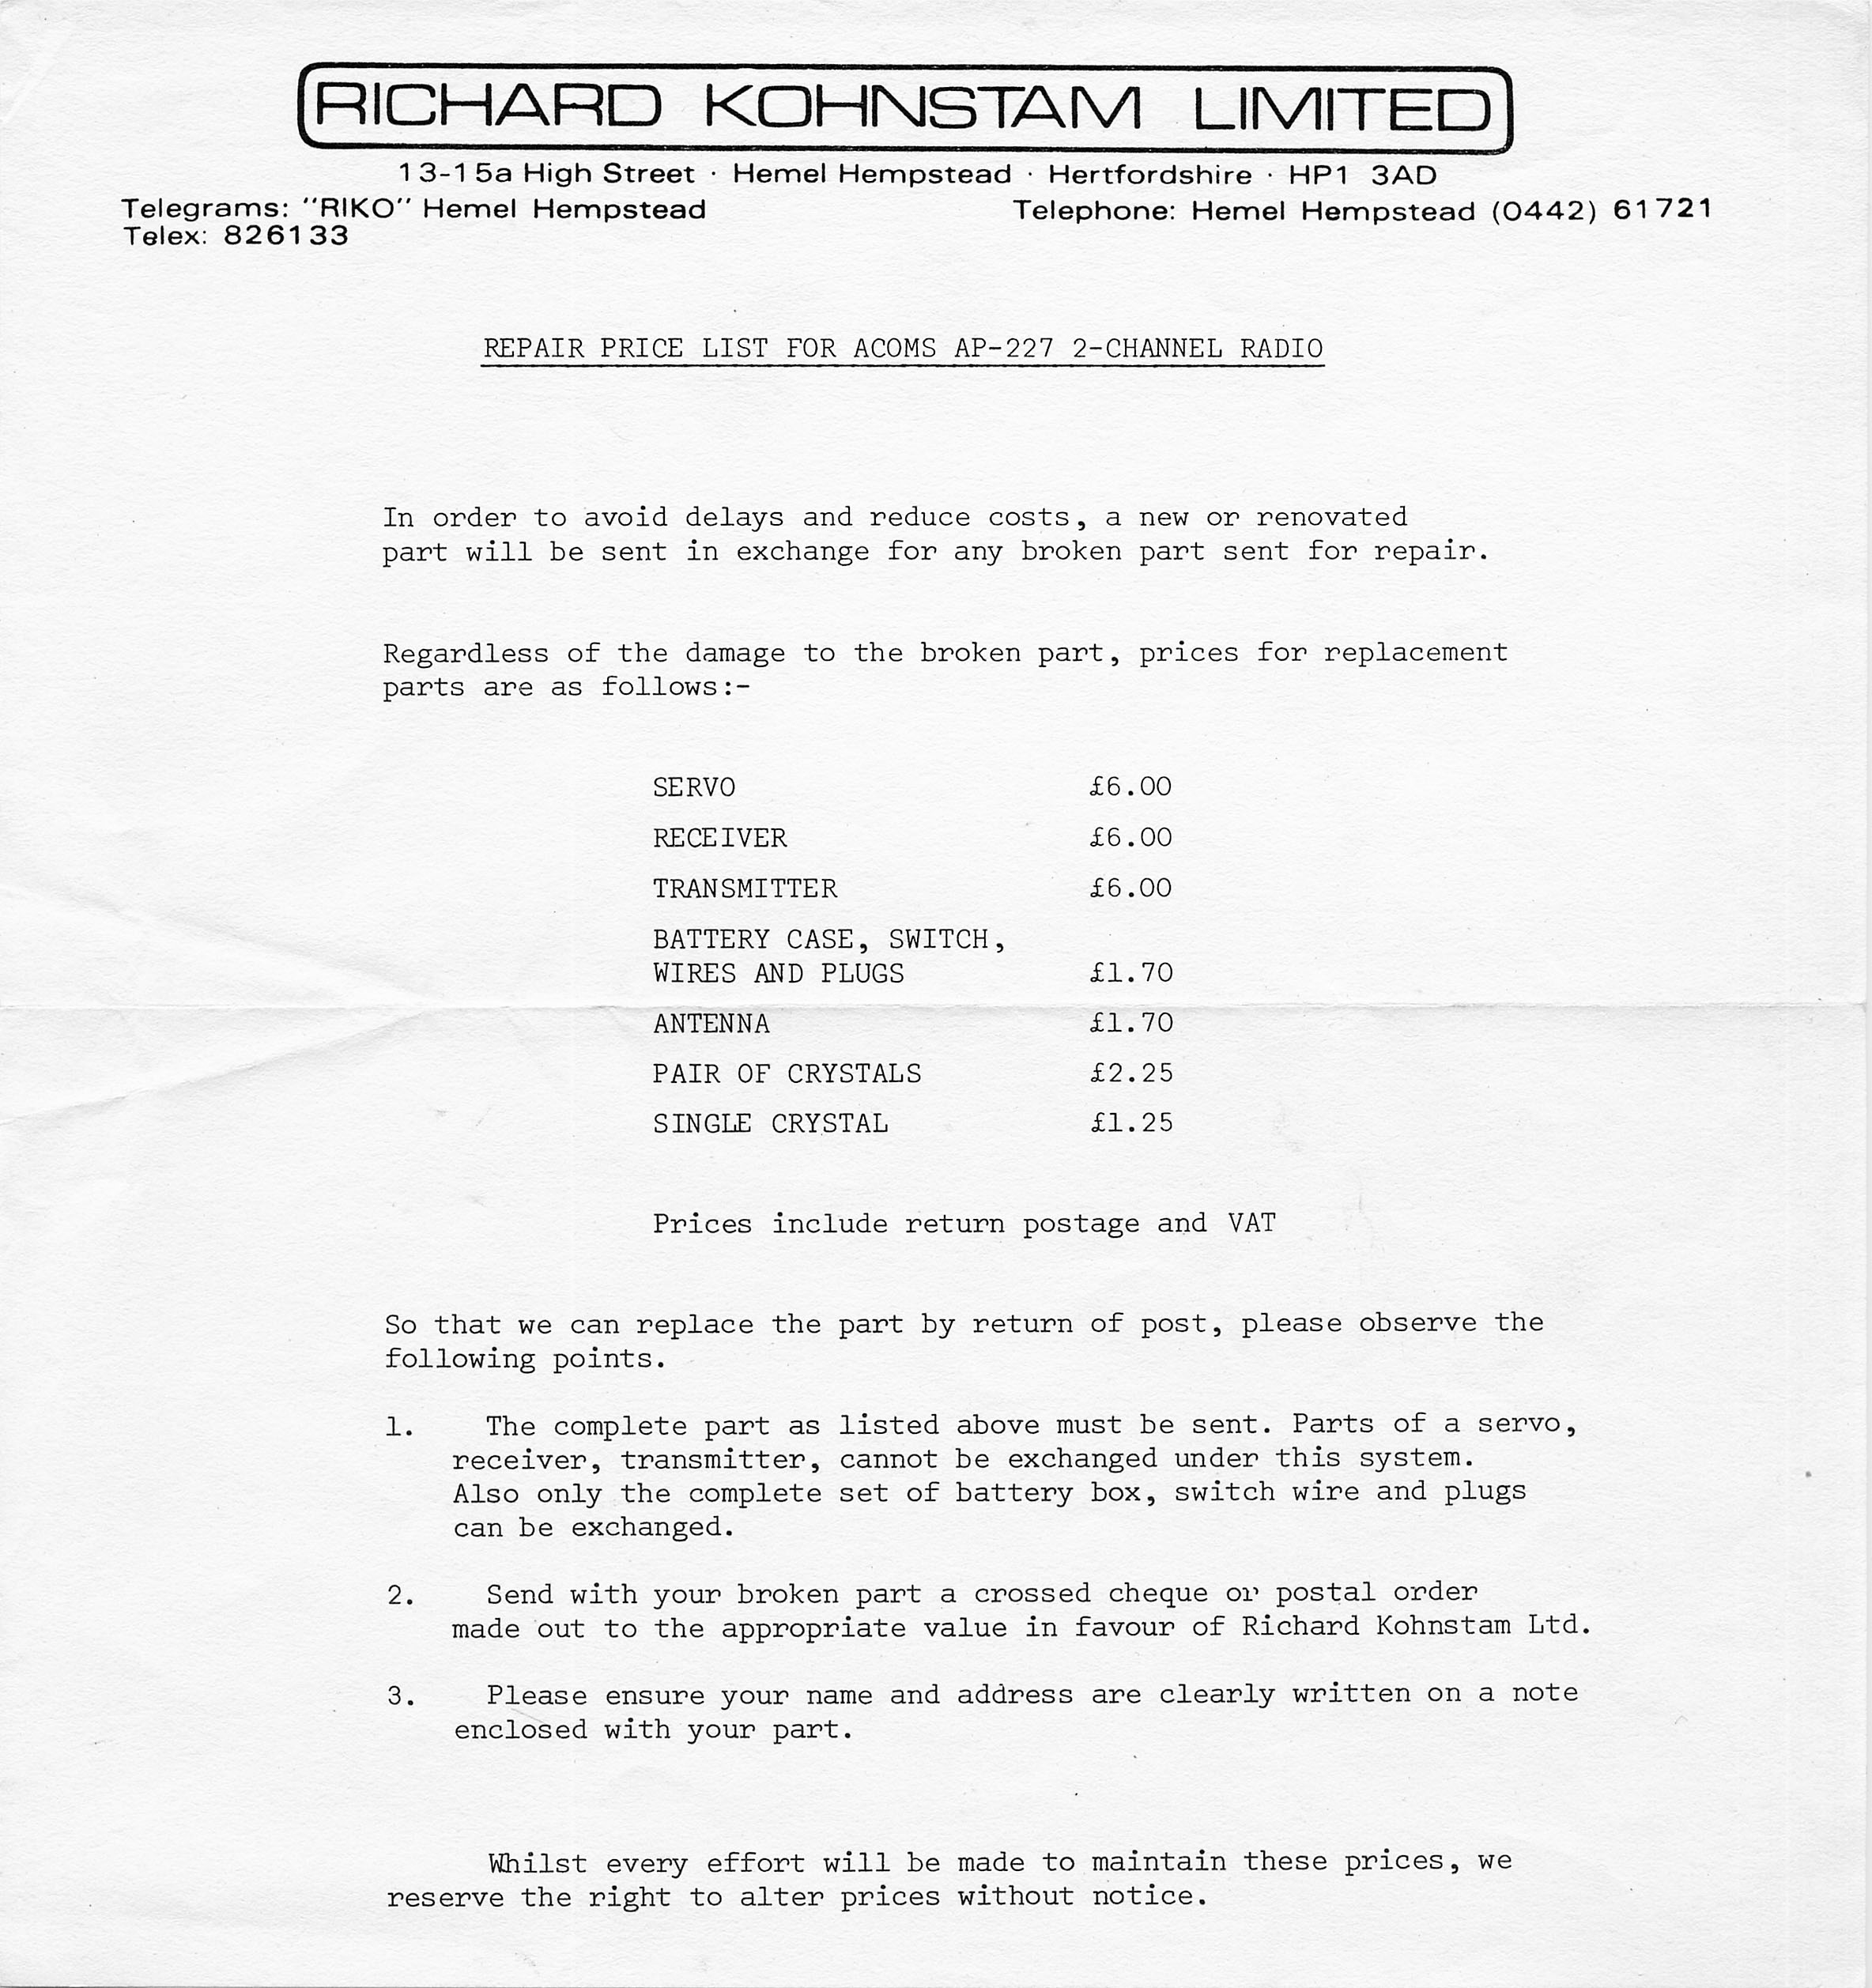 RICHARD KOHNSTAM LIMITED
13-15a High Street · Hemel Hempstead · Hertfordshire · HP1 3AD
Telegrams: "RIKO" Hemel Hempstead Telephone: Hemel Hempstead (0442) 61721
Telex: 826133
REPAIR PRICE LIST FOR ACOMS AP-227 2-CHANNEL RADIO
In order to avoid delays and reduce costs, a new or renovated
part will be sent in exchange for any broken part sent for repair.
Regardless of the damage to the broken part, prices for replacement
parts are as follows:-
SERVO £6.00
RECEIVER £6.00
TRANSMITTER £6.00
BATTERY CASE, SWITCH,
WIRES AND PLUGS £1.70
ANTENNA £1.70
PAIR OF CRYSTALS £2.25
SINGLE CRYSTAL £1.25
Prices include return postage and VAT
So that we can replace the part by return of post, please observe the
following points.
1. The complete part as listed above must be sent. Parts of a servo,
receiver, transmitter, cannot be exchanged under this system.
Also only the complete set of battery box, switch wire and plugs
can be exchanged.
2. Send with your broken part a crossed cheque or postal order
made out to the appropriate value in favour of Richard Kohnstam Ltd.
3. Please ensure your name and address are clearly written on a note
enclosed with your part.
Whilst every effort will be made to maintain these prices, we
reserve the right to alter prices without notice.